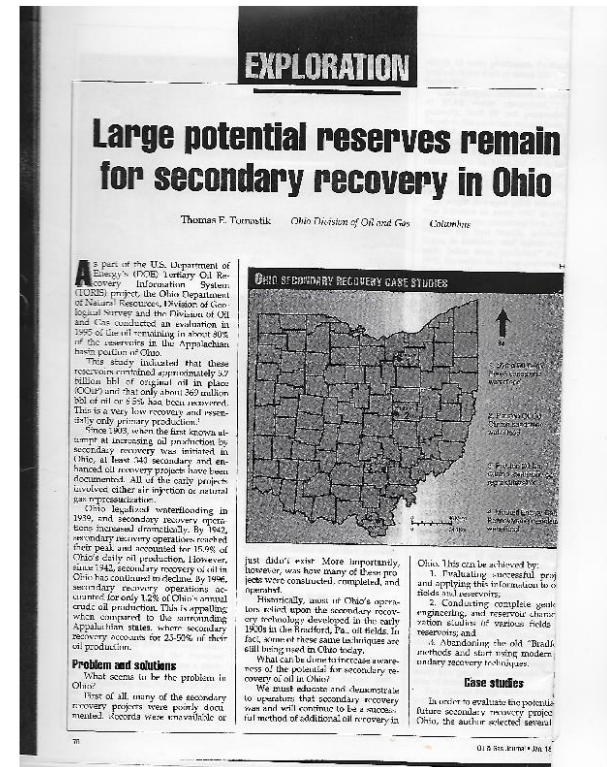 EXPLORATION
Large potential reserves remain
for secondary recovery in Ohio
Thomas E. Tomastik Ohio Division of Oil and Gas Columbus
As part of the U.S. Department of
Energy's (DOE) Tertiary Oil Re-
covery Information System
(TORIS) project, the Ohio Department
of Natural Resources, Division of Geo-
logical Survey and the Division of Oil
and Gas conducted an evaluation in
1995 of the oil remaining in about 80%
of the reservoirs in the Appalachian
basin portion of Ohio.
This study indicated that these
reservoirs contained approximately 5.7
billion bbl of original oil in place
(OOIP) and that only about 369 million
bbl of oil or 6.5% had been recovered.
This is a very low recovery and essen-
tially only primary production.¹
Since 1903, when the first known at-
tempt at increasing oil production by
secondary recovery was initiated in
Ohio, at least 340 secondary and en-
hanced oil recovery projects have been
documented. All of the early projects
involved either air injection or natural
gas repressurization.
Ohio legalized waterflooding in
1939, and secondary recovery opera-
tions increased dramatically. By 1942,
secondary recovery operations reached
their peak and accounted for 15.9% of
Ohio's daily oil production. However,
since 1942, secondary recovery of oil in
Ohio has continued to decline. By 1996,
secondary recovery operations ac-
counted for only 1.2% of Ohio's annual
crude oil production. This is appalling
when compared to the surrounding
Appalachian states, where secondary
recovery accounts for 25-50% of their
oil production.
Problem and solutions
What seems to be the problem in
Ohio?
First of all, many of the secondary
recovery projects were poorly docu-
mented. Records were unavailable or
OHIO SECONDARY RECOVERY CASE STUDIES
N
just didn't exist More importantly,
however, was how many of these pro-
jects were constructed, completed, and
operated.
Historically, most of Ohio's opera-
tors relied upon the secondary recov-
ery technology developed in the early
1900s in the Bradford, Pa., oil fields. In
fact, some of these same techniques are
still being used in Ohio today.
What can be done to increase aware-
ness of the potential for secondary re-
covery of oil in Ohio?
We must educate and demonstrate
to operators that secondary recovery
was and will continue to be a success-
ful method of additional oil recovery in
Ohio. This can be achieved by:
1. Evaluating successful proj
and applying this information to o
fields and reservoirs;
2. Conducting complete geolo
engineering, and reservoir charac
zation studies of various fields
reservoirs; and
3. Abandoning the old "Bradfo
methods and start using modern
ondary recovery techniques.
Case studies
In order to evaluate the potentia
future secondary recovery projec
Ohio, the author selected several
70
Oil & Gas Journal • Jan. 18